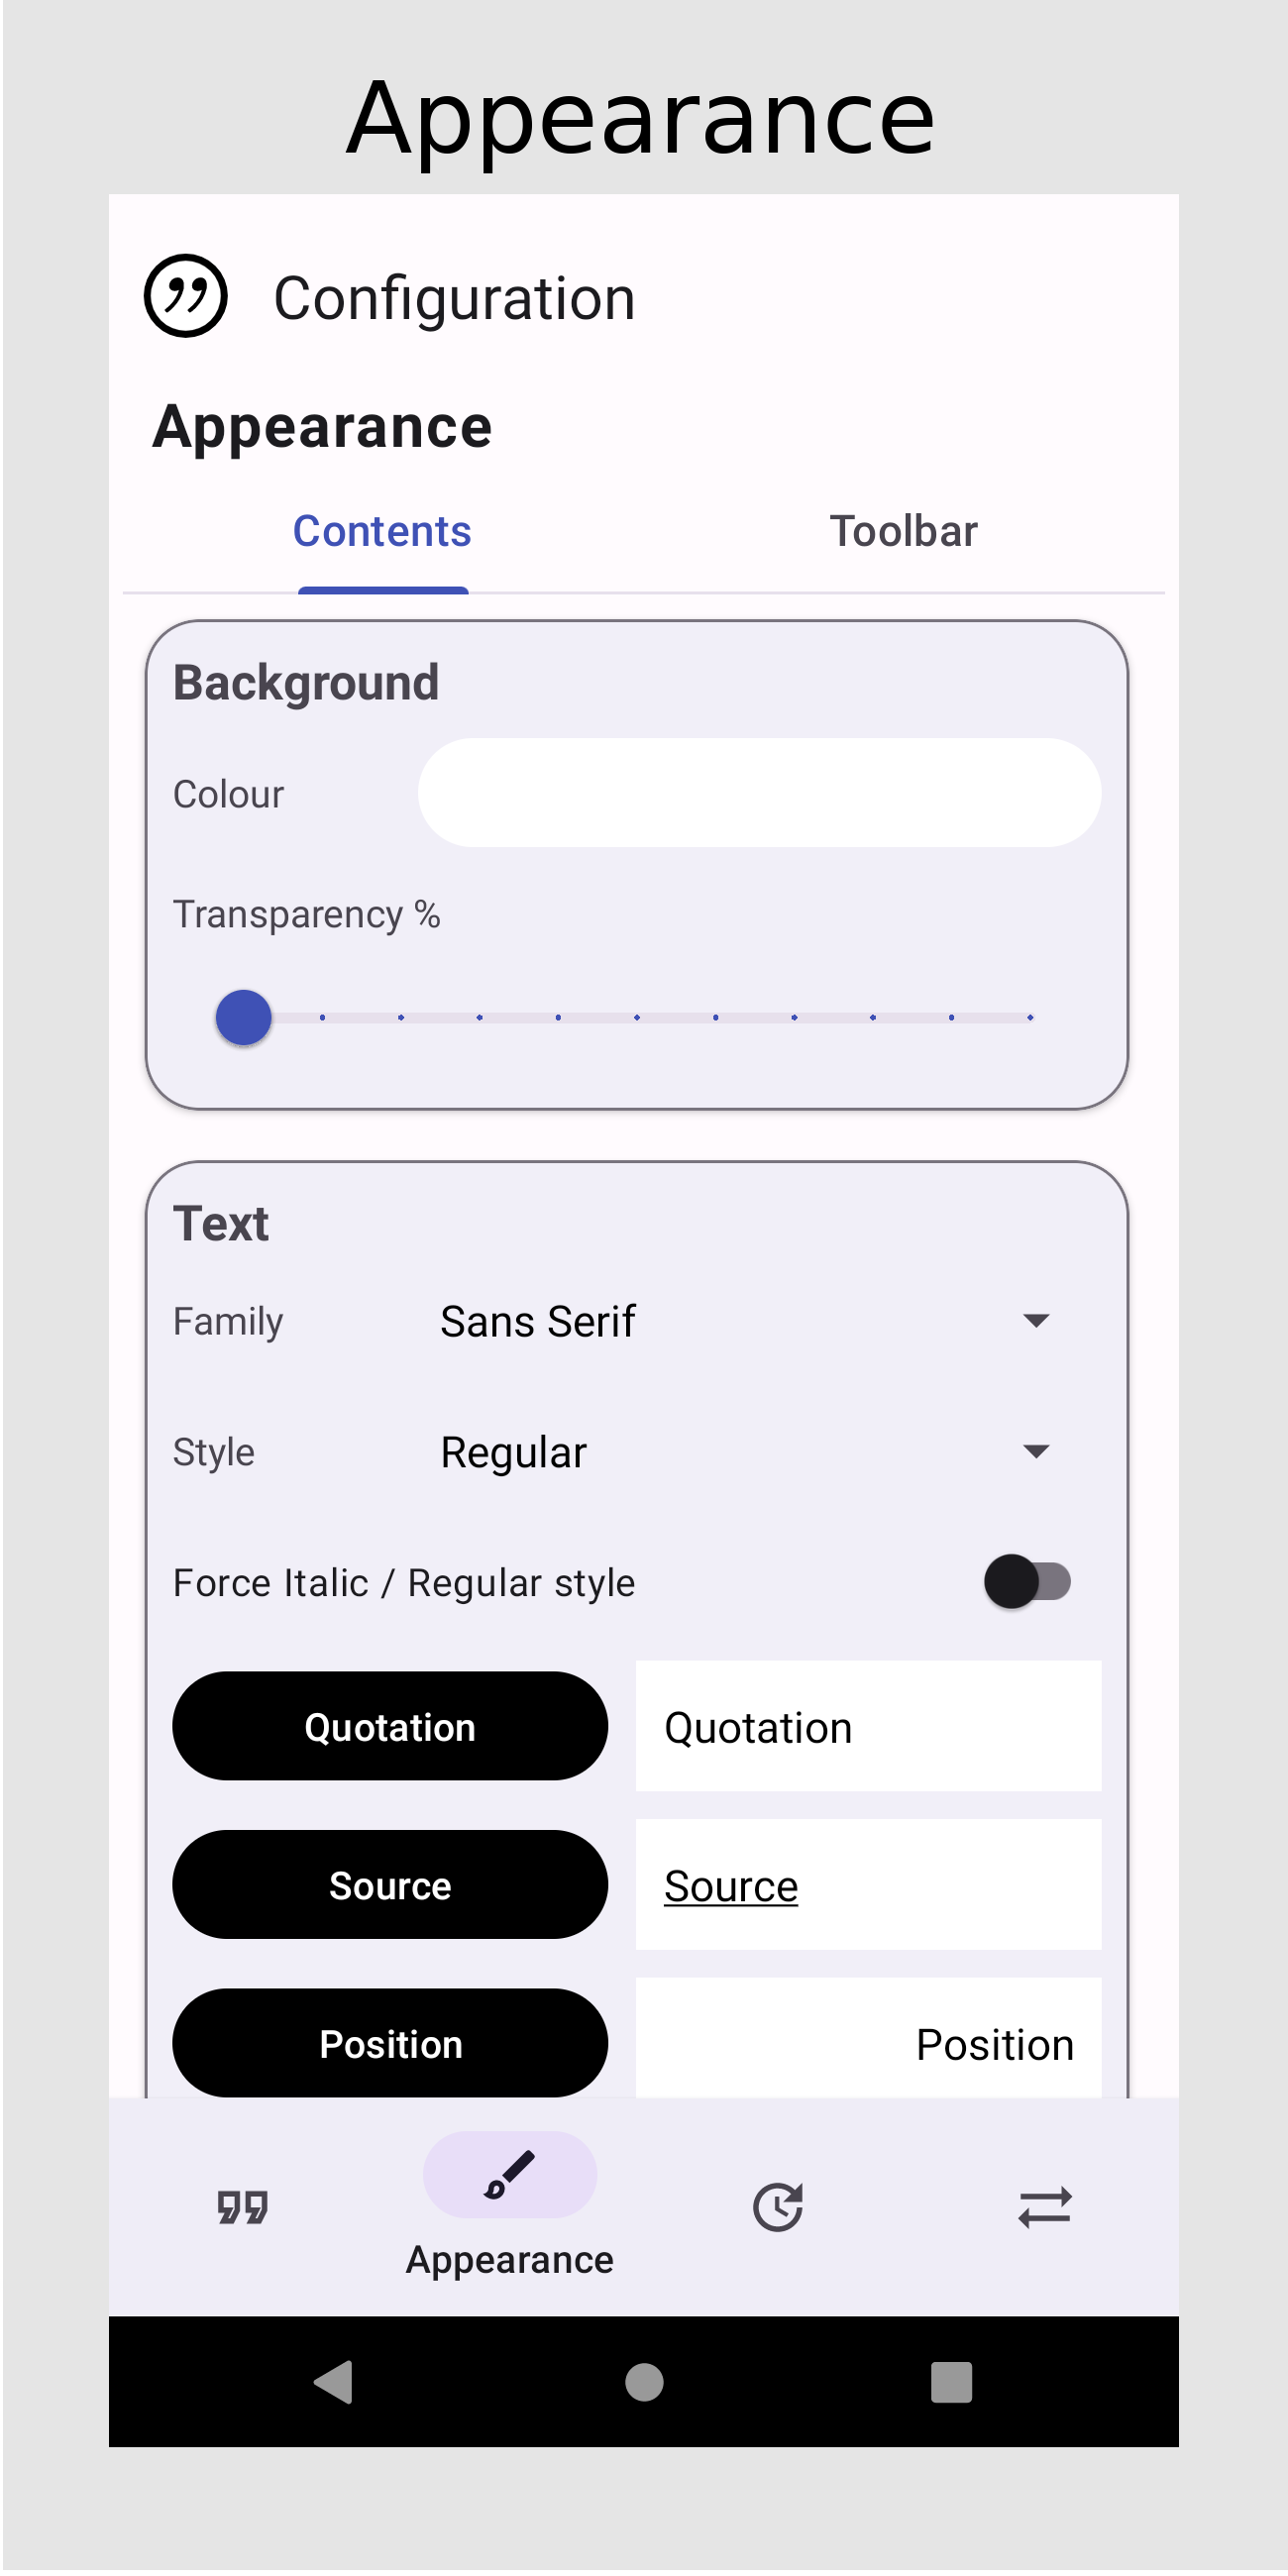 Appearance
Configuration
Appearance
Contents
Toolbar
Background
Colour
Transparency %
Text
Family
Sans Serif
Style
Regular
Force Italic / Regular style
Quotation
Quotation
Source
Source
Position
Position
Appearance